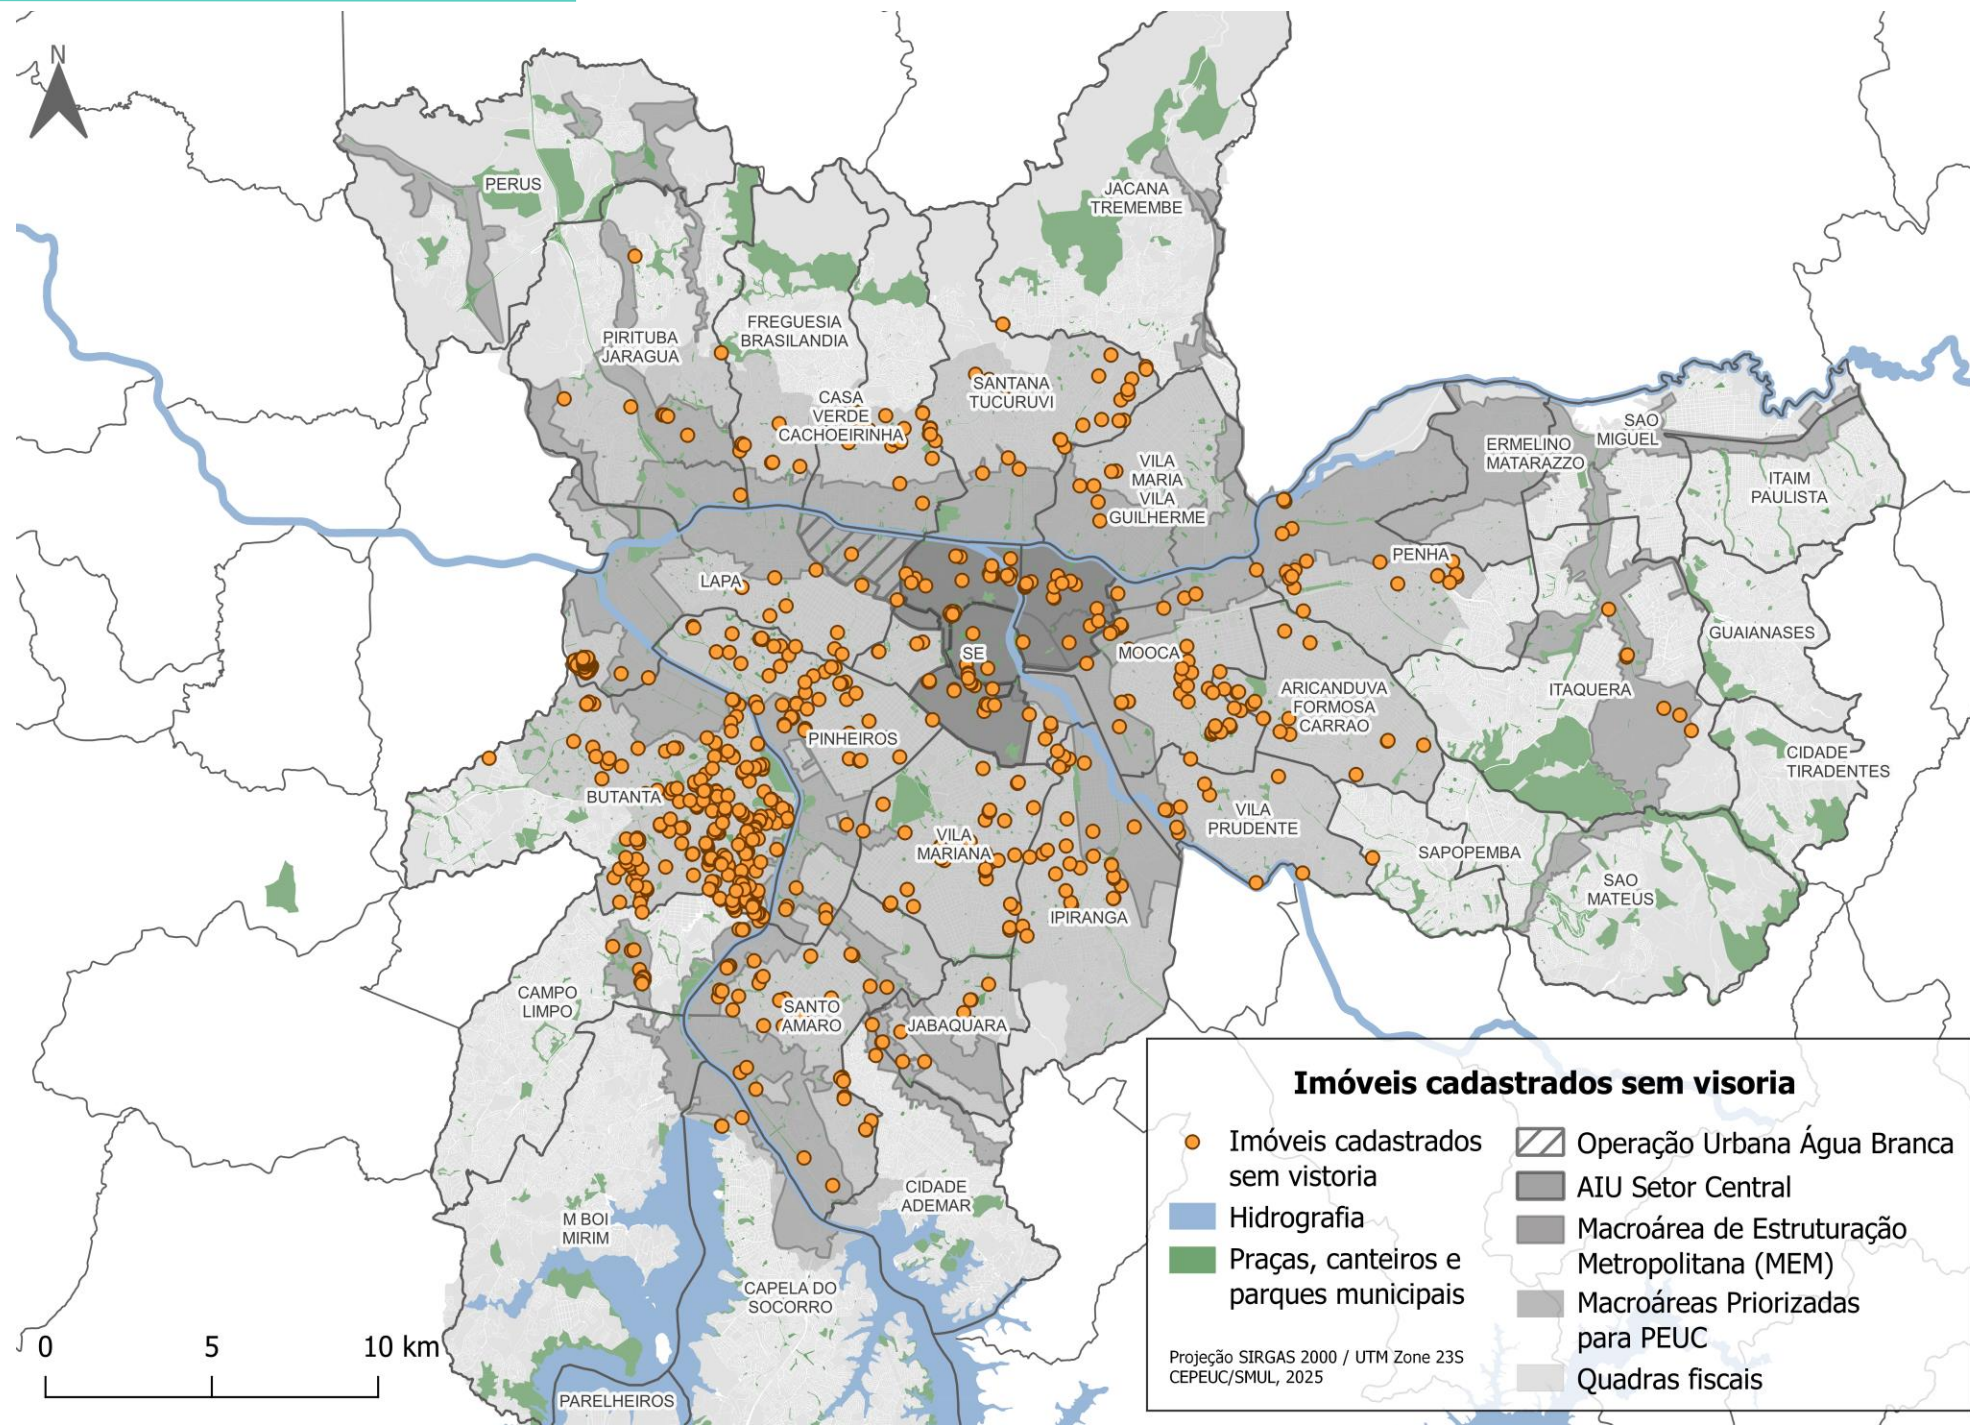 N
PERUS
JACANA
TREMEMBE
PIRITUBA
JARAGUA
FREGUESIA
BRASILANDIA
SANTANA
TUCURUVI
CASA
VERDE
CACHOEIRINHA
VILA
MARIA
VILA
GUILHERME
ERMELINO
MATARAZZO
SAO
MIGUEL
ITAIM
PAULISTA
PENHA
LAPA
SE
MOOCA
GUAIANASES
ITAQUERA
ARICANDUVA
FORMOSA
CARRAO
PINHEIROS
CIDADE
TIRADENTES
BUTANTA
VILA
PRUDENTE
VILA
MARIANA
SAPOPEMBA
SAO
MATEUS
IPIRANGA
CAMPO
LIMPO
SANTO
AMARO
JABAQUARA
CIDADE
ADEMAR
M BOI
MIRIM
CAPELA DO
SOCORRO
PARELHEIROS
0 5 10 km
Imóveis cadastrados sem visoria
Imóveis cadastrados
sem vistoria
Hidrografia
Praças, canteiros e
parques municipais
Operação Urbana Água Branca
AIU Setor Central
Macroárea de Estruturação
Metropolitana (MEM)
Macroáreas Priorizadas
para PEUC
Quadras fiscais
Projeção SIRGAS 2000 / UTM Zone 23S
CEPEUC/SMUL, 2025